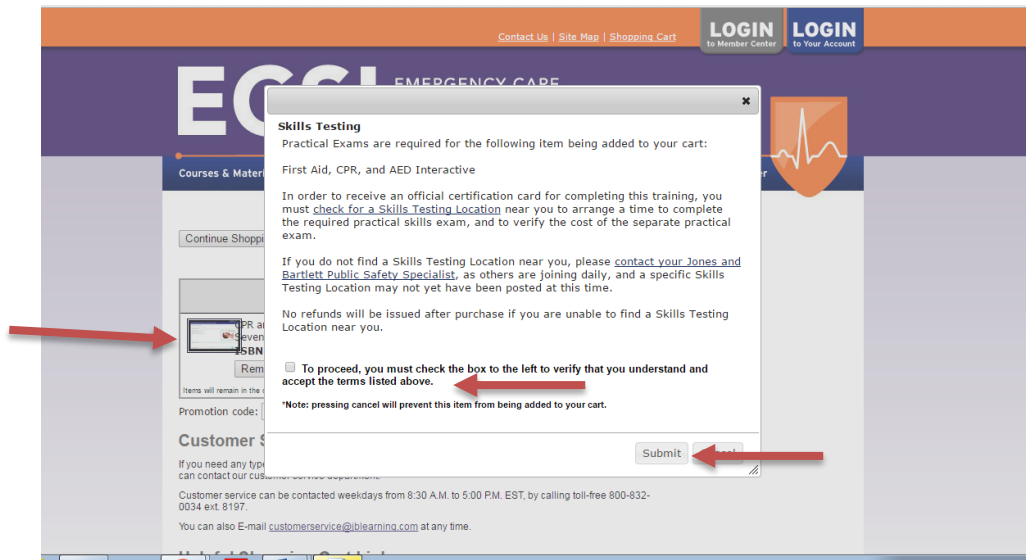 Contact Us | Site Map | Shopping Cart
LOGIN
to Member Center
LOGIN
to Your Account
EMERGENCY CARE
Courses & Materi
Continue Shoppi
CPR a
Seven
ISBN
Rem
Items will remain in the
Promotion code:
Customer S
If you need any type
can contact our customer service department.
Customer service can be contacted weekdays from 8:30 A.M. to 5:00 P.M. EST, by calling toll-free 800-832-
0034 ext. 8197.
You can also E-mail customerservice@jblearning.com at any time.
Skills Testing
Practical Exams are required for the following item being added to your cart:
First Aid, CPR, and AED Interactive
In order to receive an official certification card for completing this training, you
must check for a Skills Testing Location near you to arrange a time to complete
the required practical skills exam, and to verify the cost of the separate practical
exam.
If you do not find a Skills Testing Location near you, please contact your Jones and
Bartlett Public Safety Specialist, as others are joining daily, and a specific Skills
Testing Location may not yet have been posted at this time.
No refunds will be issued after purchase if you are unable to find a Skills Testing
Location near you.
To proceed, you must check the box to the left to verify that you understand and
accept the terms listed above.
*Note: pressing cancel will prevent this item from being added to your cart.
Submit